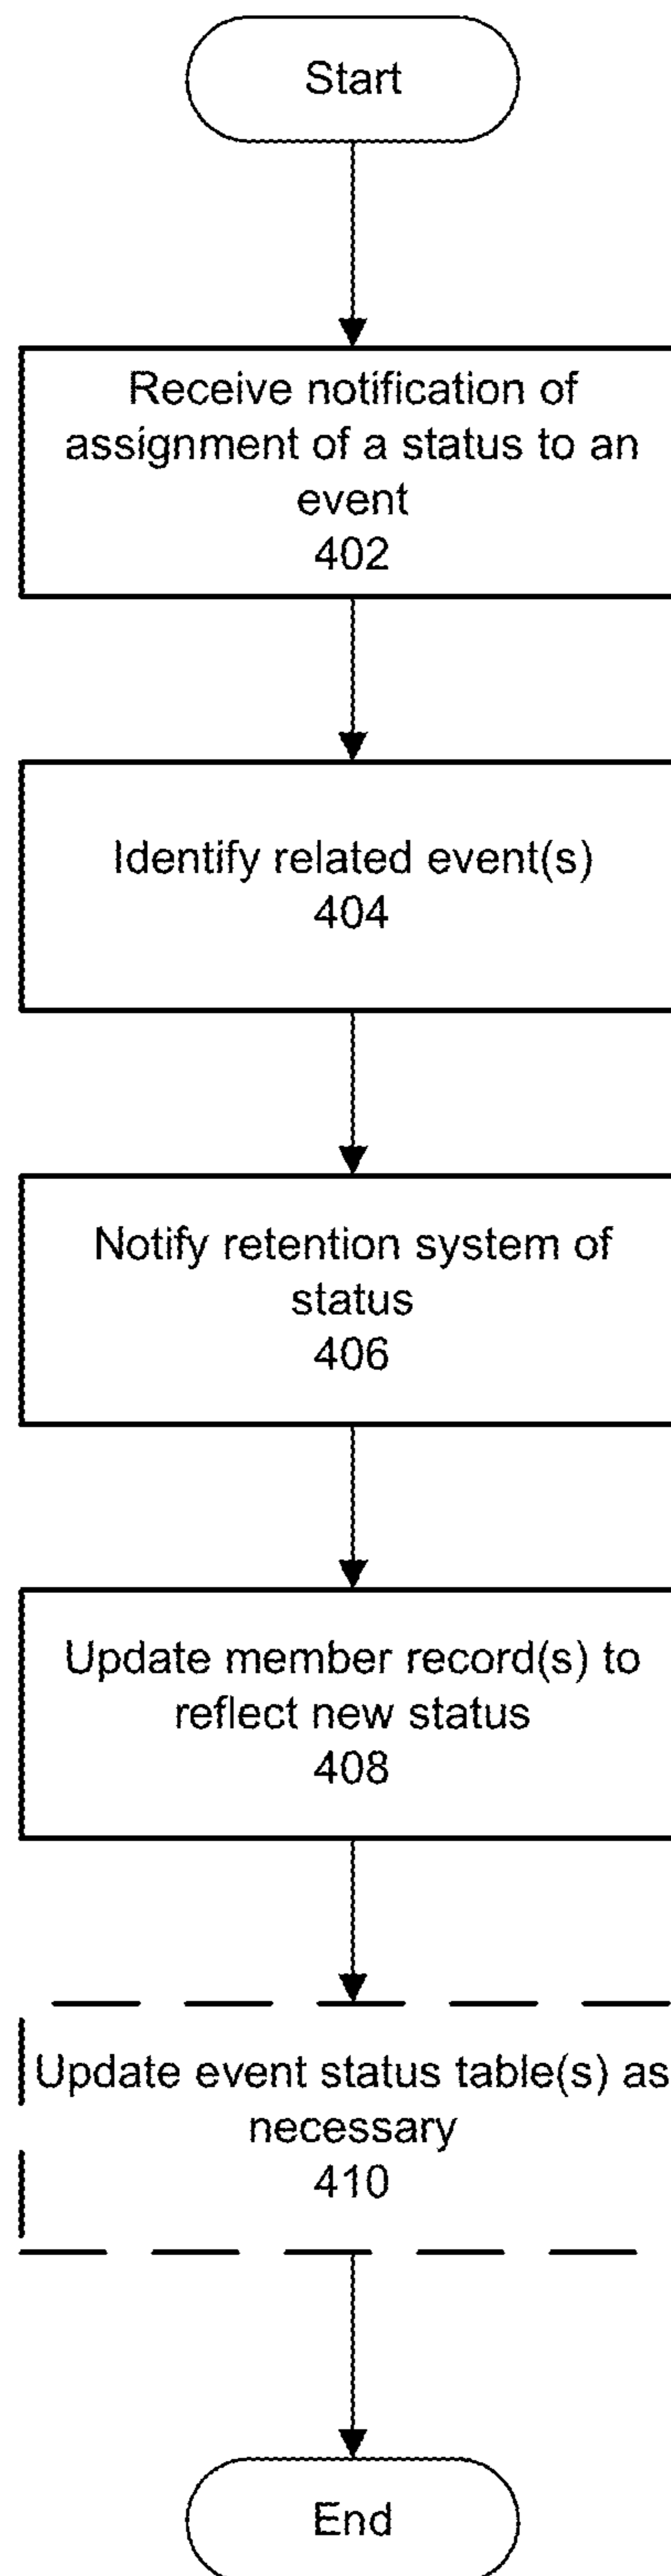 Start
Receive notification of
assignment of a status to an
event
402
Identify related event(s)
404
Notify retention system of
status
406
Update member record(s) to
reflect new status
408
Update event status table(s) as
necessary
410
End